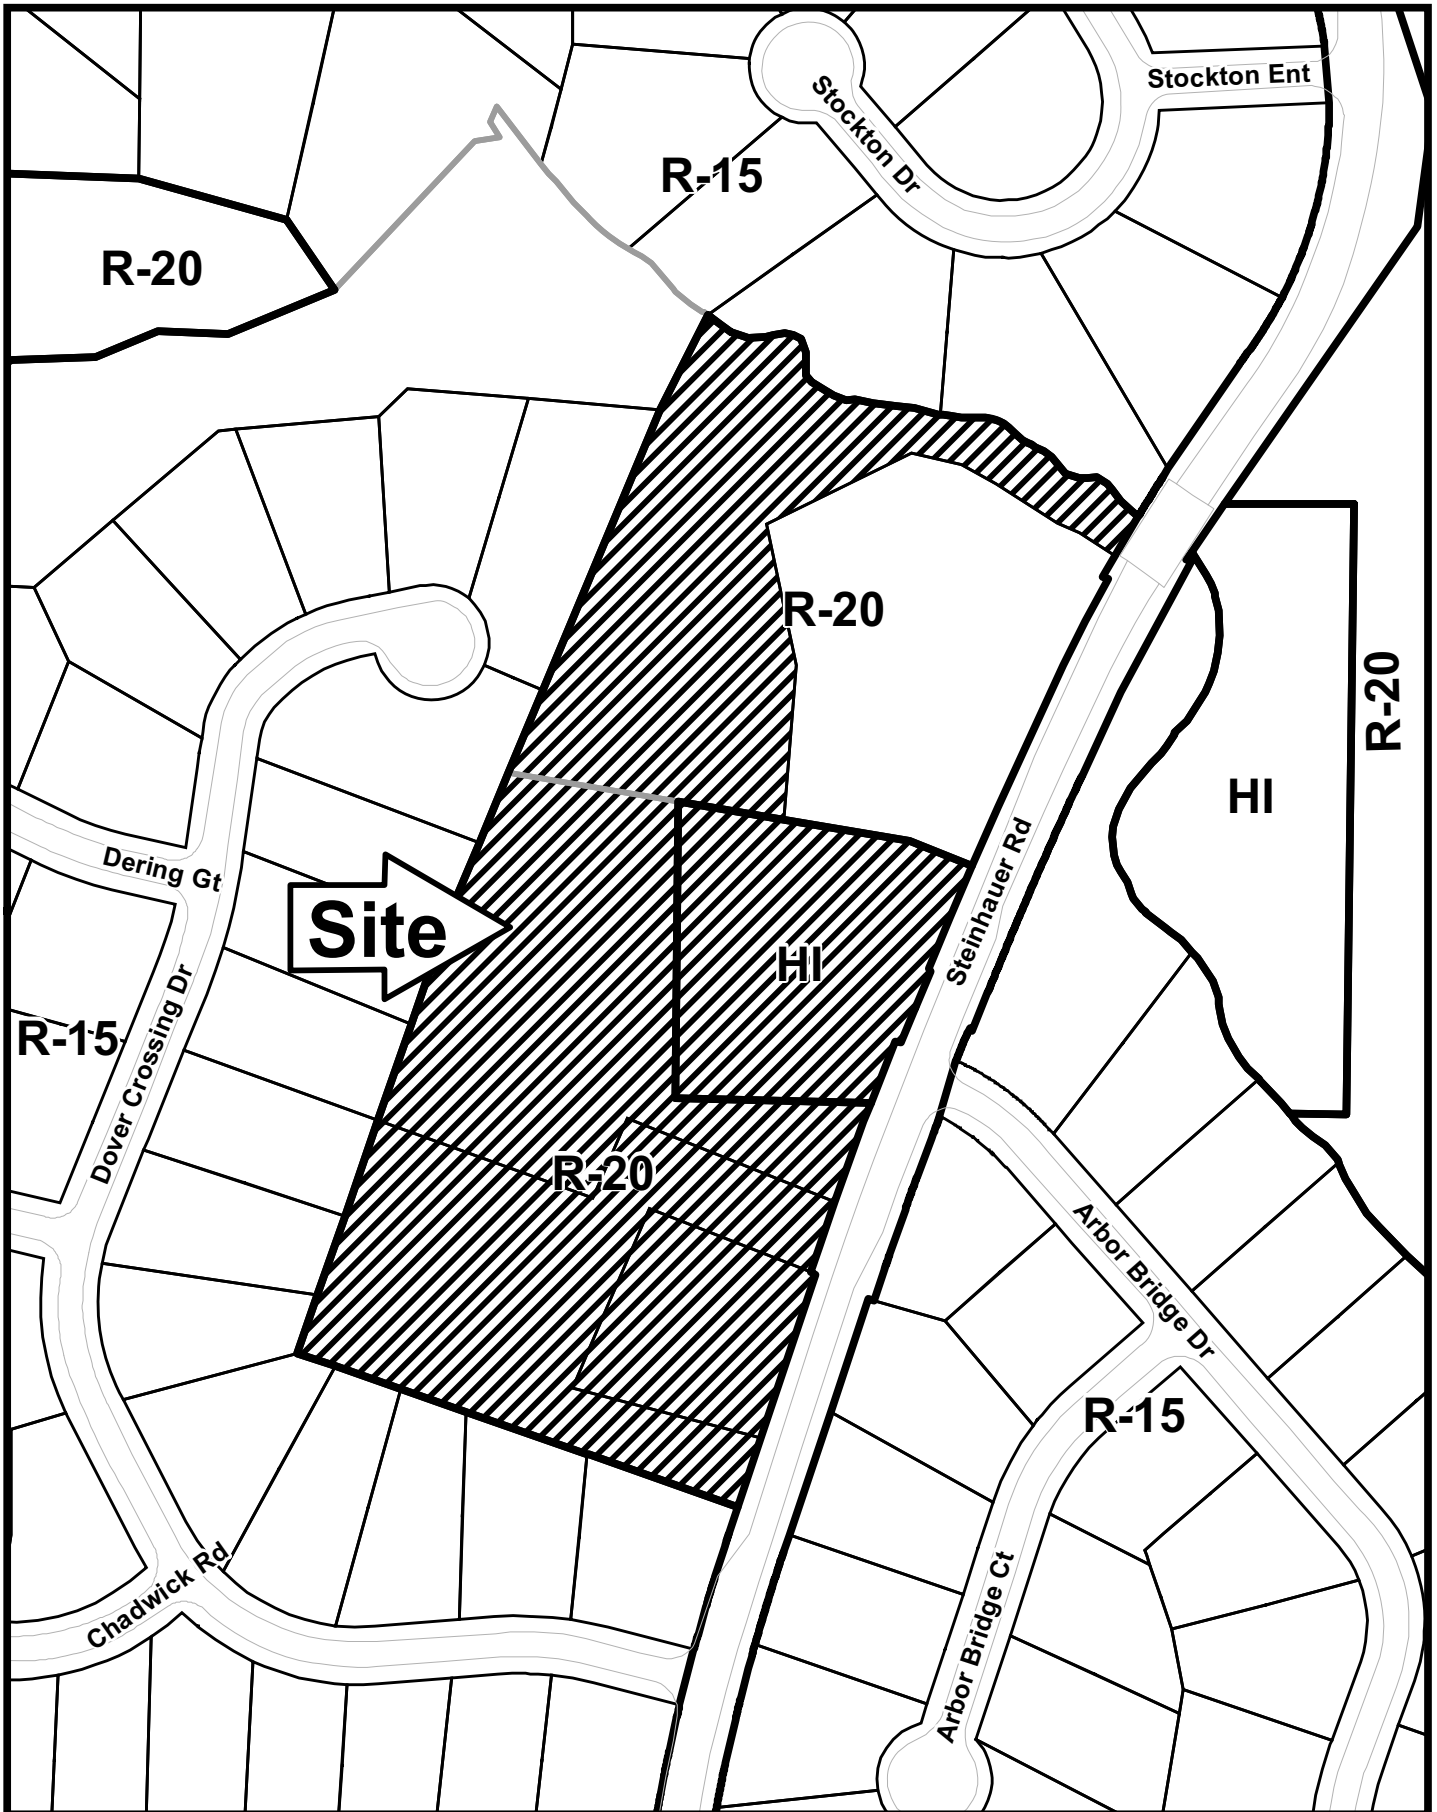 Stockton Ent
Stockton Dr
R-15
R-20
R-20
R-20
HI
Steinhauer Rd
Dering Gt
Site
HI
R-15
Dover Crossing Dr
R-20
Arbor Bridge Dr
R-15
Chadwick Rd
Arbor Bridge Ct